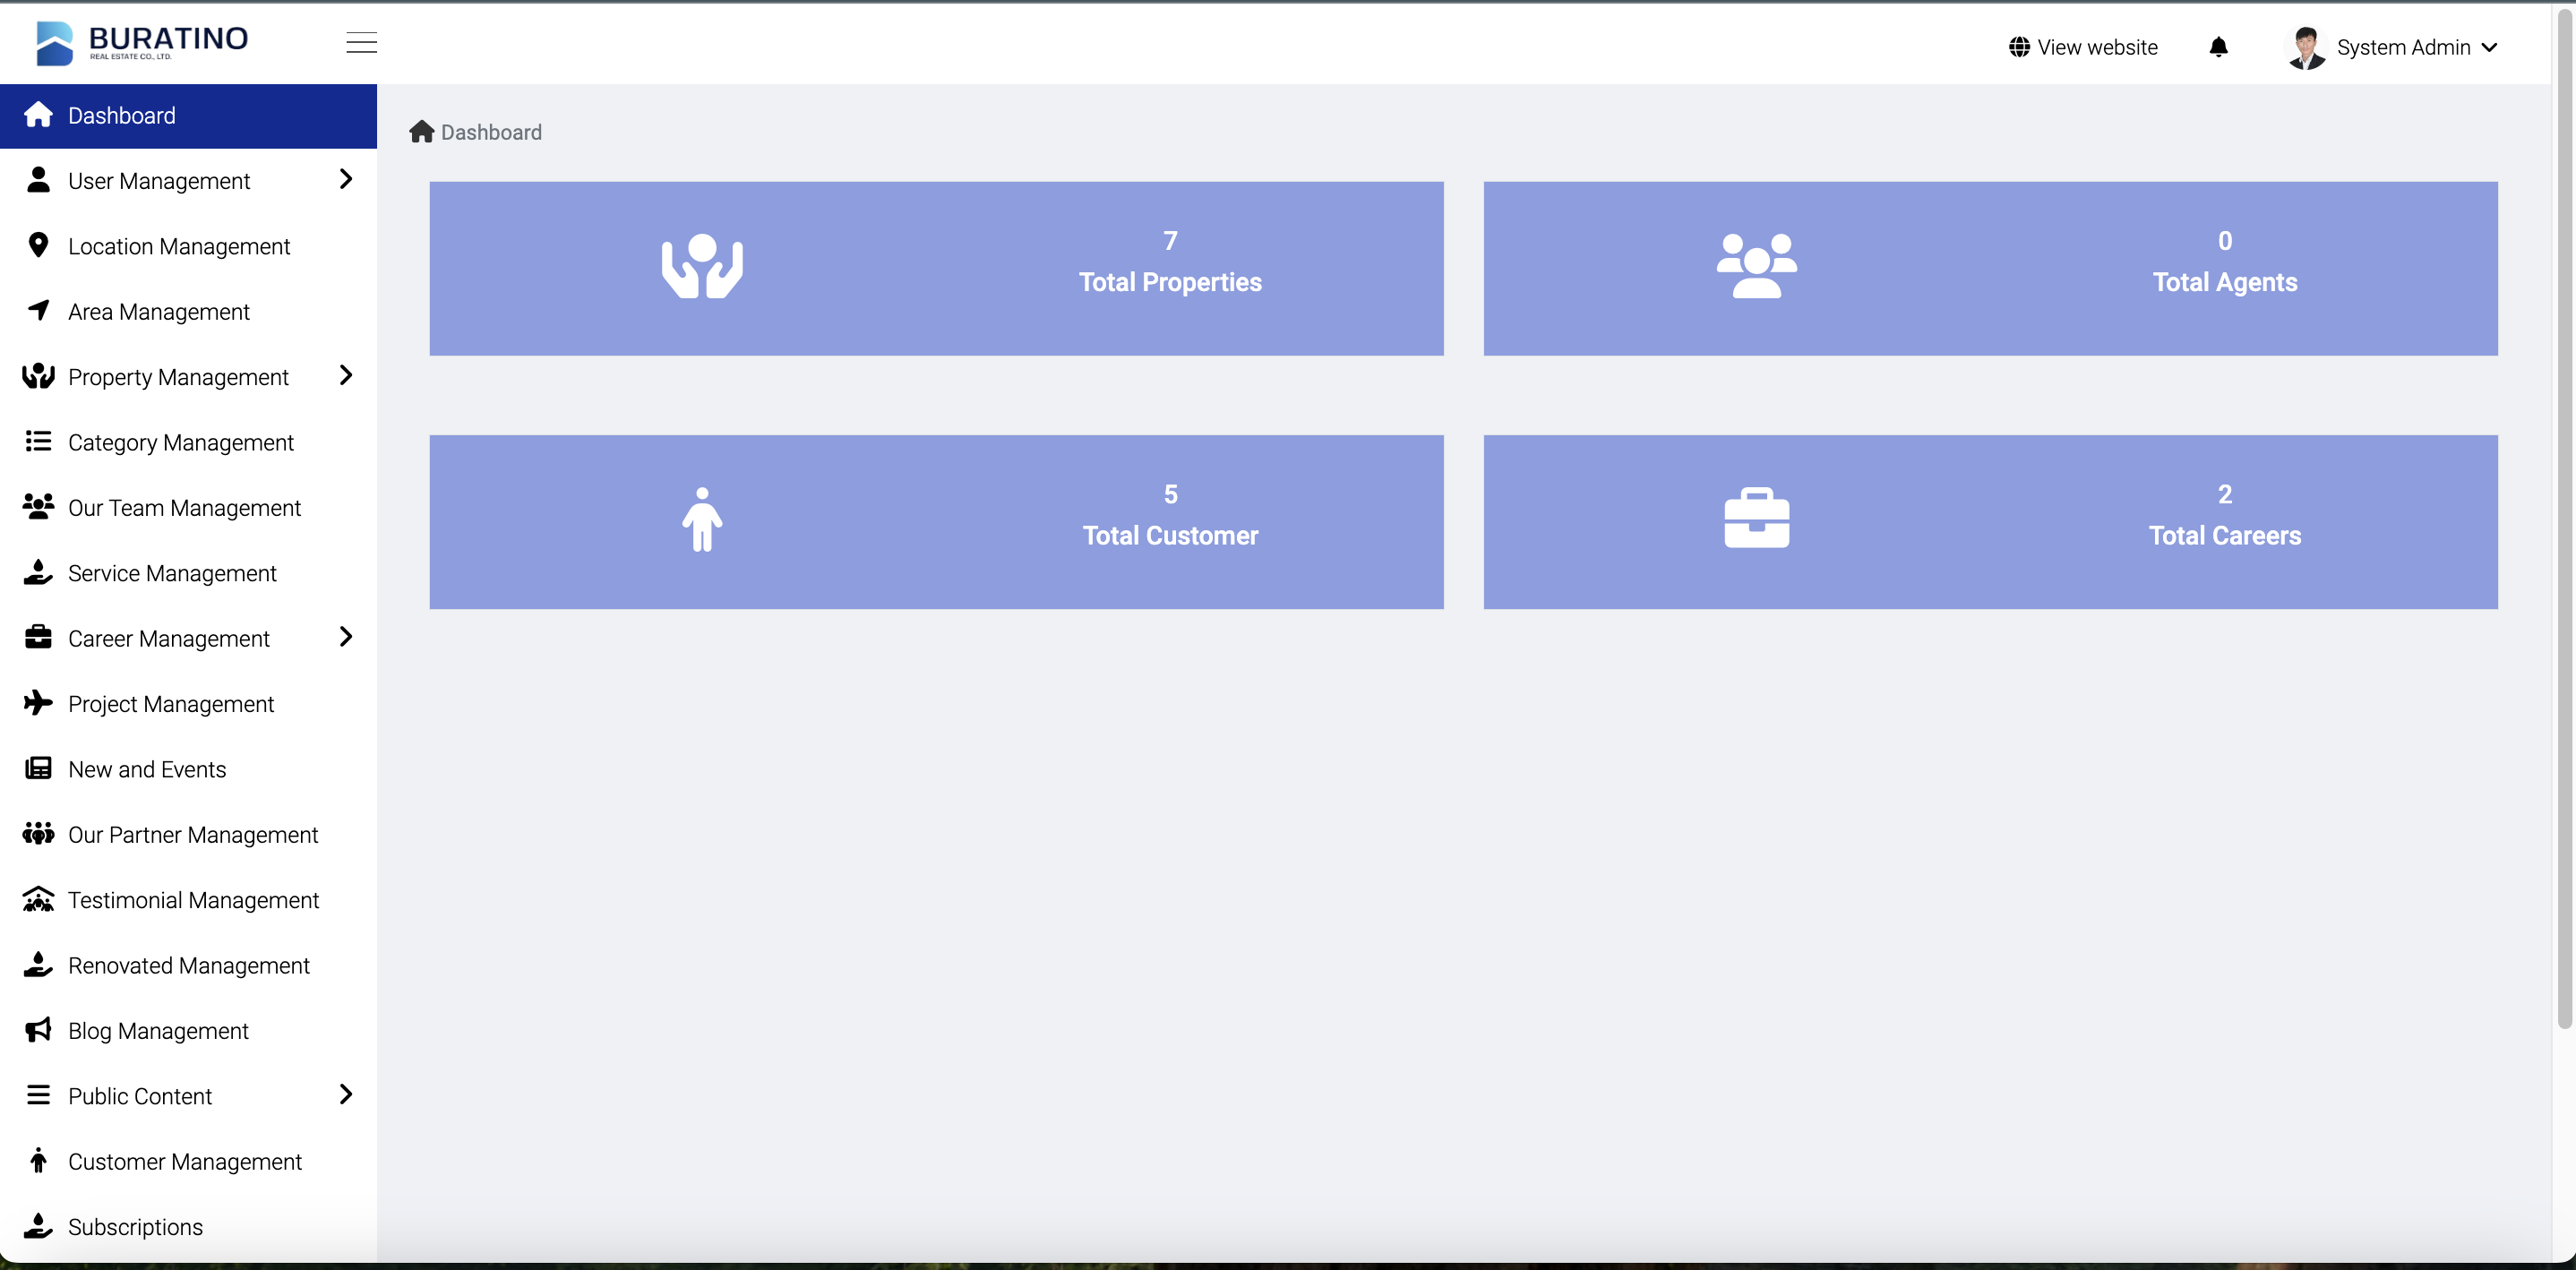 BURATINO
REAL ESTATE CO., LTD.
View website
System Admin
Dashboard
User Management
Location Management
Area Management
Property Management
Category Management
Our Team Management
Service Management
Career Management
Project Management
New and Events
Our Partner Management
Testimonial Management
Renovated Management
Blog Management
Public Content
Customer Management
Subscriptions
Dashboard
7
Total Properties
0
Total Agents
5
Total Customer
2
Total Careers